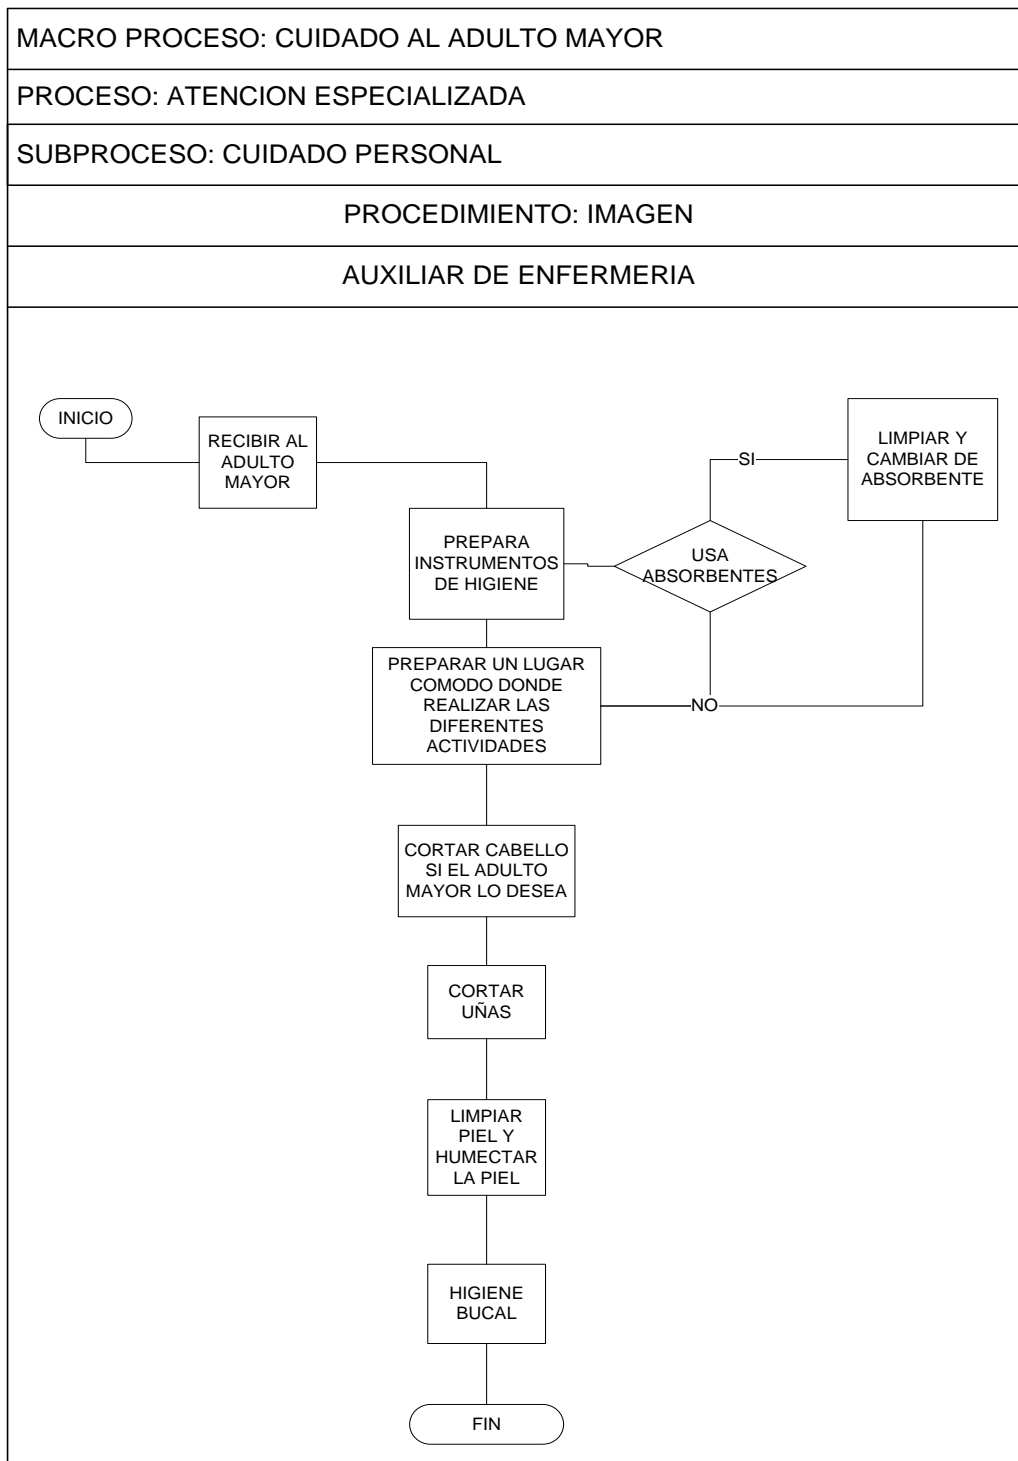 MACRO PROCESO: CUIDADO AL ADULTO MAYOR
PROCESO: ATENCION ESPECIALIZADA
SUBPROCESO: CUIDADO PERSONAL
PROCEDIMIENTO: IMAGEN
AUXILIAR DE ENFERMERIA
INICIO
RECIBIR AL
ADULTO
MAYOR
PREPARA
INSTRUMENTOS
DE HIGIENE
USA
ABSORBENTES
SI
LIMPIAR Y
CAMBIAR DE
ABSORBENTE
NO
PREPARAR UN LUGAR
COMODO DONDE
REALIZAR LAS
DIFERENTES
ACTIVIDADES
CORTAR CABELLO
SI EL ADULTO
MAYOR LO DESEA
CORTAR
UÑAS
LIMPIAR
PIEL Y
HUMECTAR
LA PIEL
HIGIENE
BUCAL
FIN